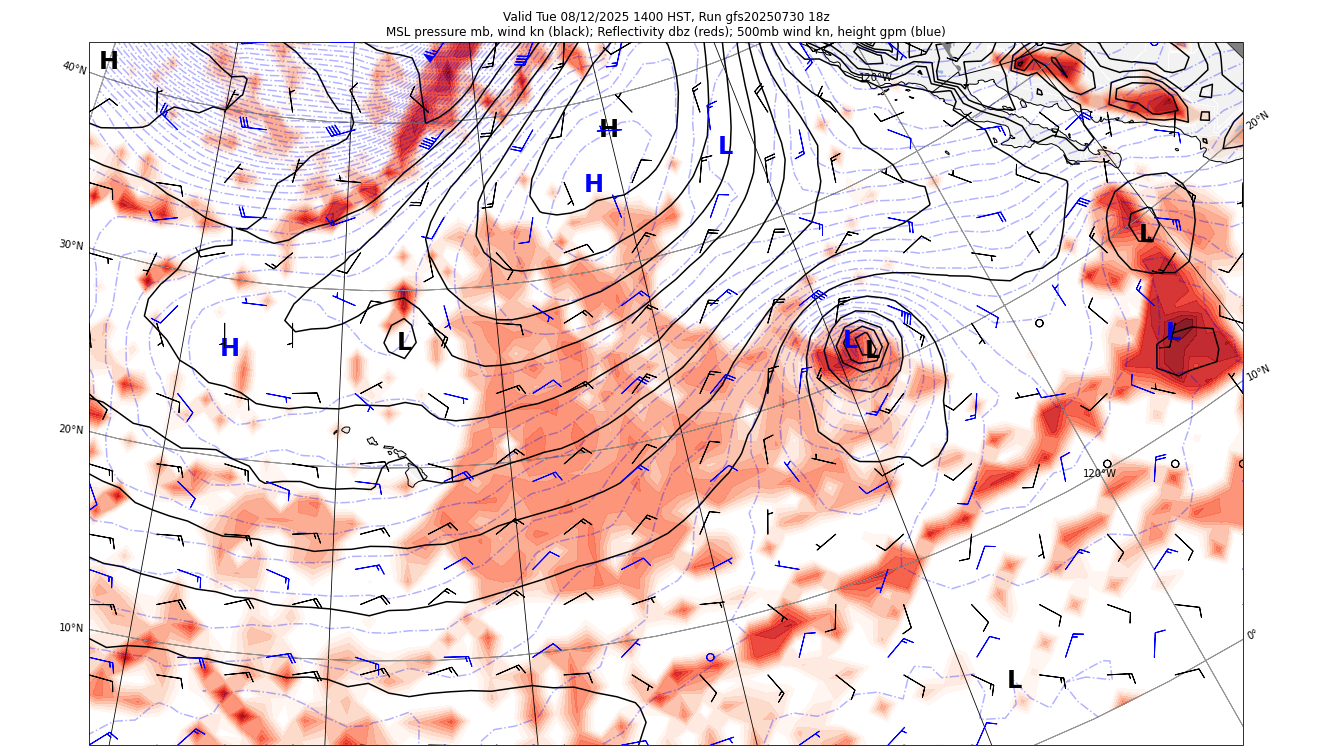 Valid Tue 08/12/2025 1400 HST, Run gfs20250730 18z
MSL pressure mb, wind kn (black); Reflectivity dbz (reds); 500mb wind kn, height gpm (blue)
H
40°N
120°W
20°N
H
L
H
30°N
L
H
L
L
L
L
10°N
20°N
120°W
10°N
0°
L